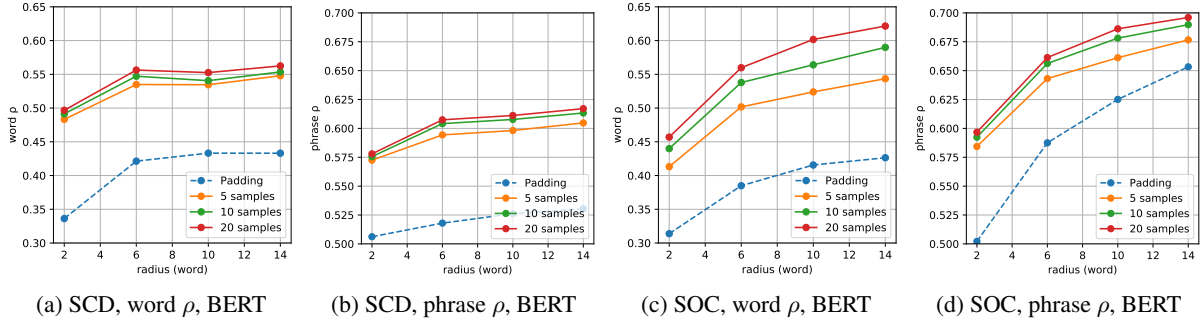 0.65
0.60
0.55
0.50
0.45
0.40
0.35
0.30
word ρ
2 4 6 8 10 12 14
radius (word)
Padding
5 samples
10 samples
20 samples
(a) SCD, word ρ, BERT
0.700
0.675
0.650
0.625
0.600
0.575
0.550
0.525
0.500
phrase ρ
2 4 6 8 10 12 14
radius (word)
Padding
5 samples
10 samples
20 samples
(b) SCD, phrase ρ, BERT
0.65
0.60
0.55
0.50
0.45
0.40
0.35
0.30
word ρ
2 4 6 8 10 12 14
radius (word)
Padding
5 samples
10 samples
20 samples
(c) SOC, word ρ, BERT
0.700
0.675
0.650
0.625
0.600
0.575
0.550
0.525
0.500
phrase ρ
2 4 6 8 10 12 14
radius (word)
Padding
5 samples
10 samples
20 samples
(d) SOC, phrase ρ, BERT